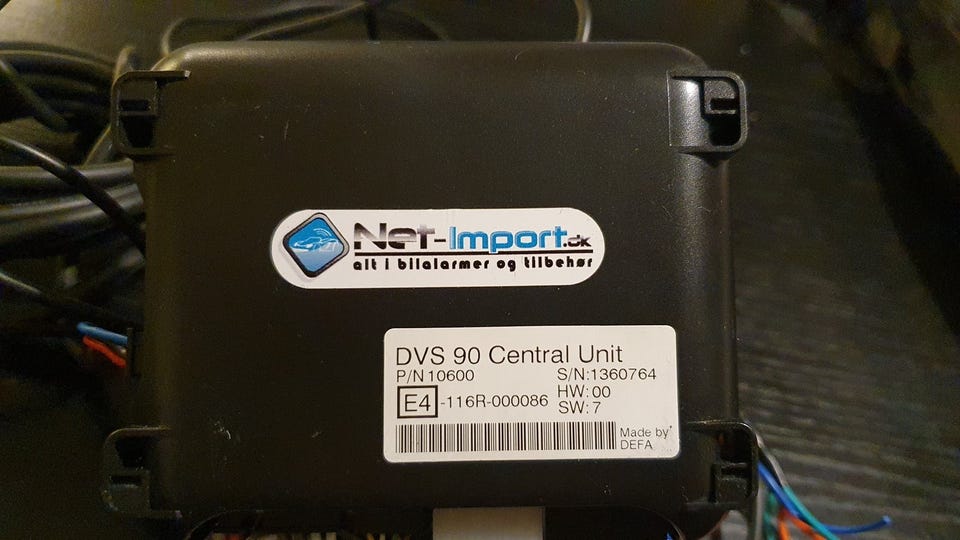 Net-Import.dk
alt i bilalarmer og tilbehør
DVS 90 Central Unit
P/N 10600 S/N:1360764
E4 -116R-000086 HW: 00
SW: 7
Made by
DEFA